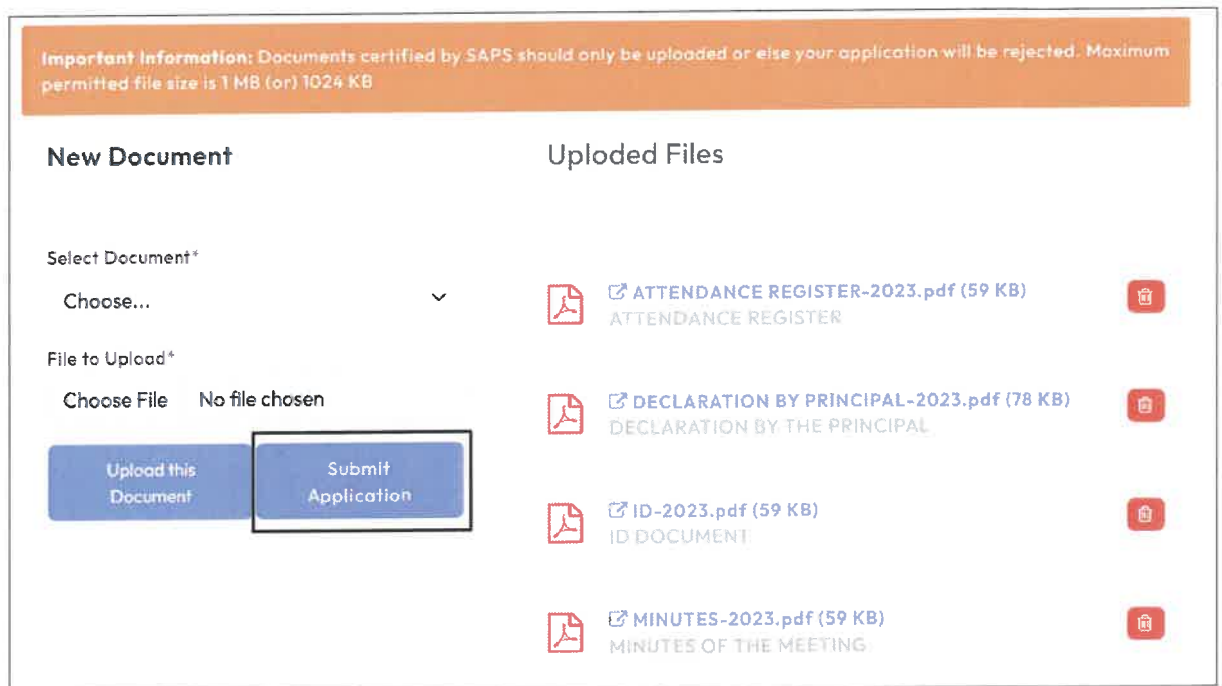 Important Information: Documents certified by SAPS should only be uploaded or else your application will be rejected. Maximum
permitted file size is 1 MB (or) 1024 KB
New Document
Uploded Files
Select Document*
Choose...
File to Upload*
Choose File No file chosen
Upload this
Document
Submit
Application
ATTENDANCE REGISTER-2023.pdf (59 KB)
ATTENDANCE REGISTER
DECLARATION BY PRINCIPAL-2023.pdf (78 KB)
DECLARATION BY THE PRINCIPAL
ID-2023.pdf (59 KB)
ID DOCUMENT
MINUTES-2023.pdf (59 KB)
MINUTES OF THE MEETING